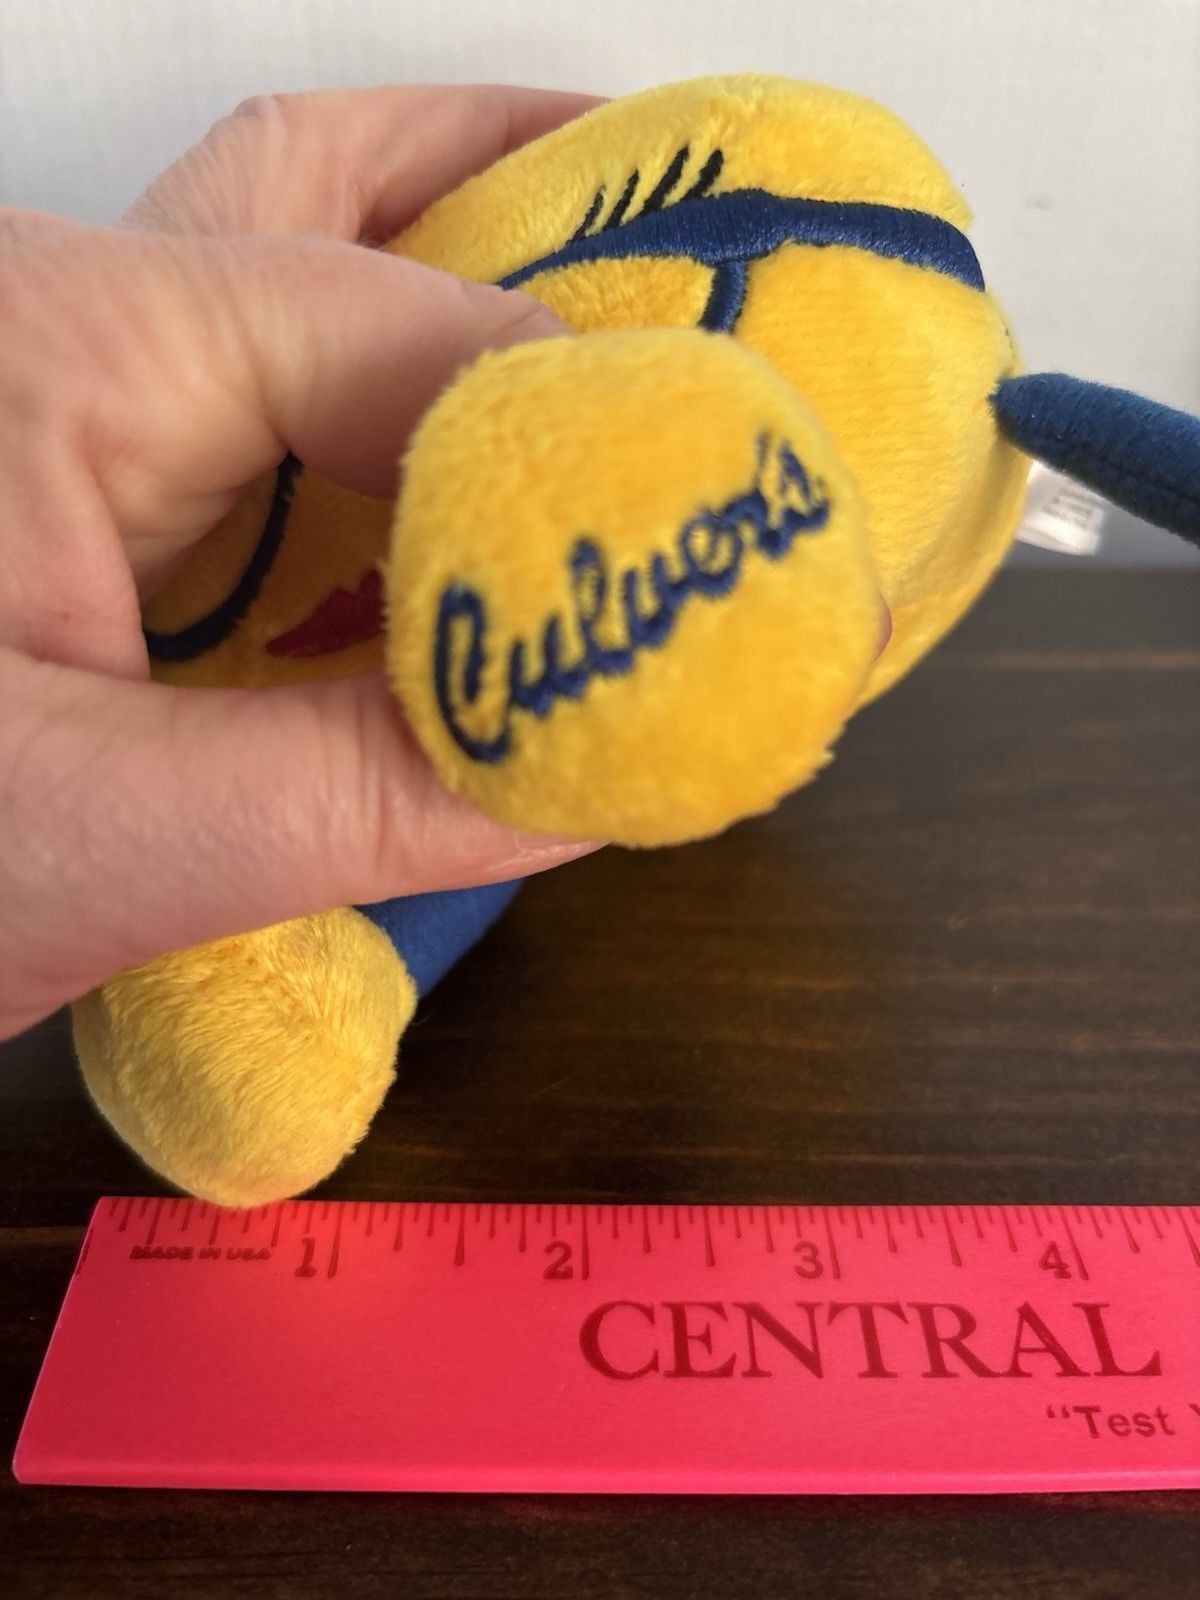 Culver's
MADE IN USA
1 2 3 4
CENTRAL
"Test